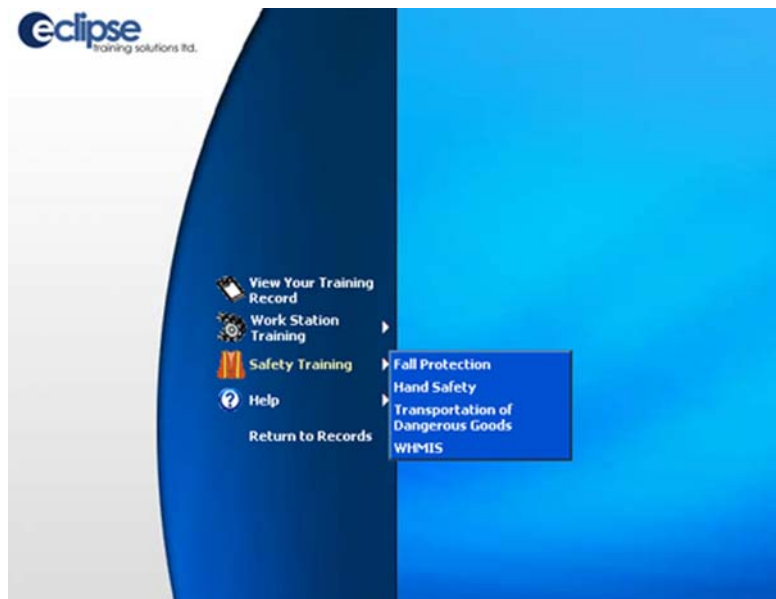 eclipse
training solutions ltd.
View Your Training
Record
Work Station
Training
Safety Training
Help
Return to Records
Fall Protection
Hand Safety
Transportation of
Dangerous Goods
WHMIS